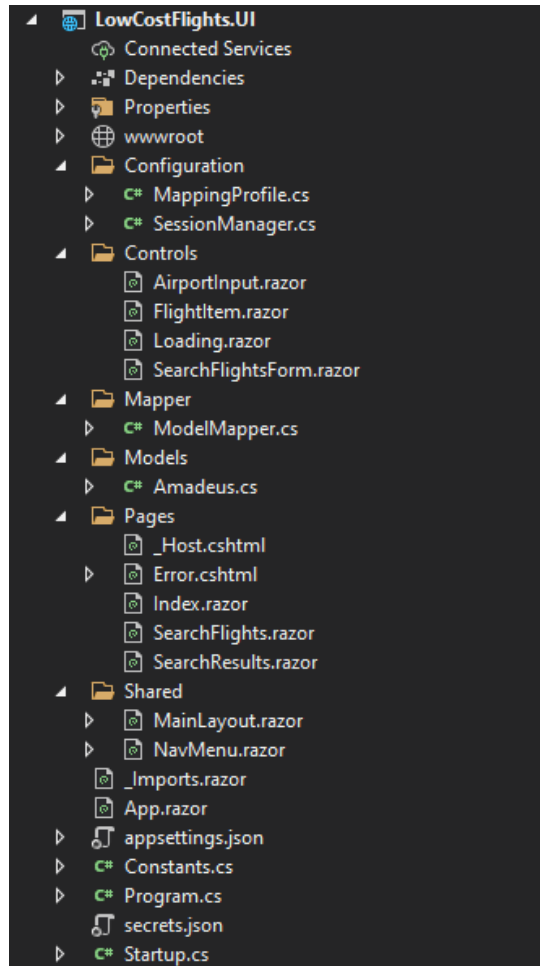 LowCostFlights.UI
Connected Services
Dependencies
Properties
wwwroot
Configuration
C# MappingProfile.cs
C# SessionManager.cs
Controls
AirportInput.razor
FlightItem.razor
Loading.razor
SearchFlightsForm.razor
Mapper
C# ModelMapper.cs
Models
C# Amadeus.cs
Pages
_Host.cshtml
Error.cshtml
Index.razor
SearchFlights.razor
SearchResults.razor
Shared
MainLayout.razor
NavMenu.razor
_Imports.razor
App.razor
appsettings.json
C# Constants.cs
C# Program.cs
secrets.json
C# Startup.cs